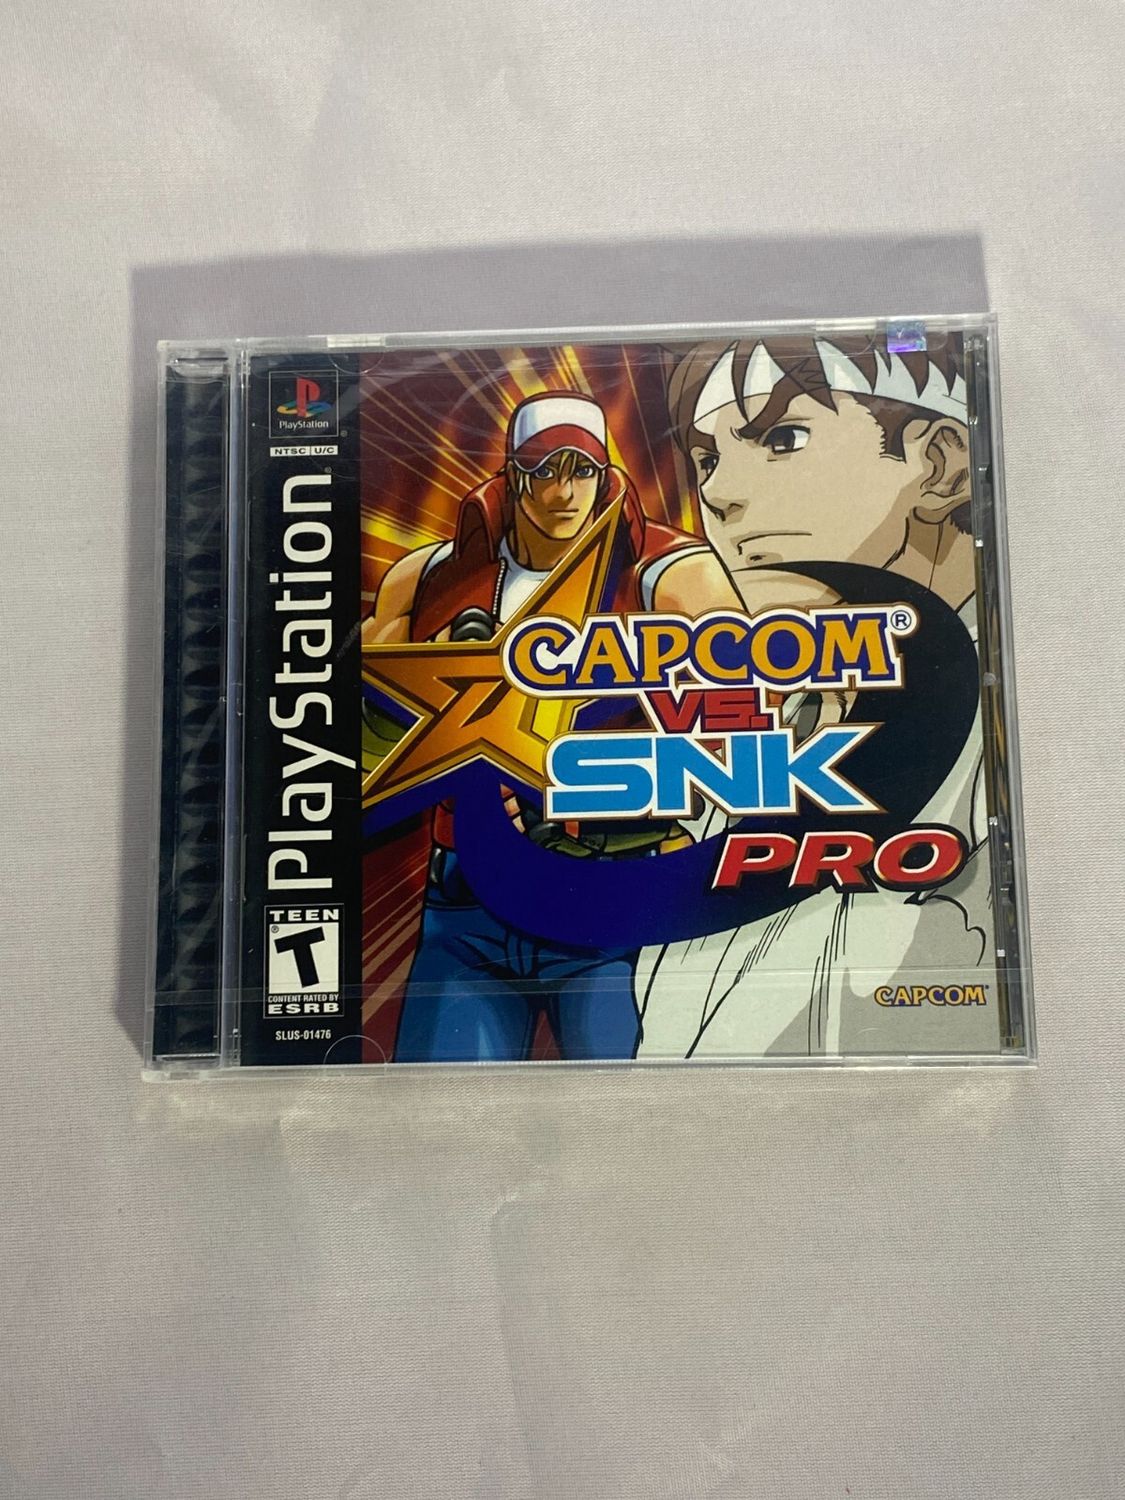 PlayStation
®
NTSC U/C
PlayStation®
CAPCOM®
VS.
SNK
PRO
TEEN
T
®
CONTENT RATED BY
ESRB
SLUS-01476
CAPCOM